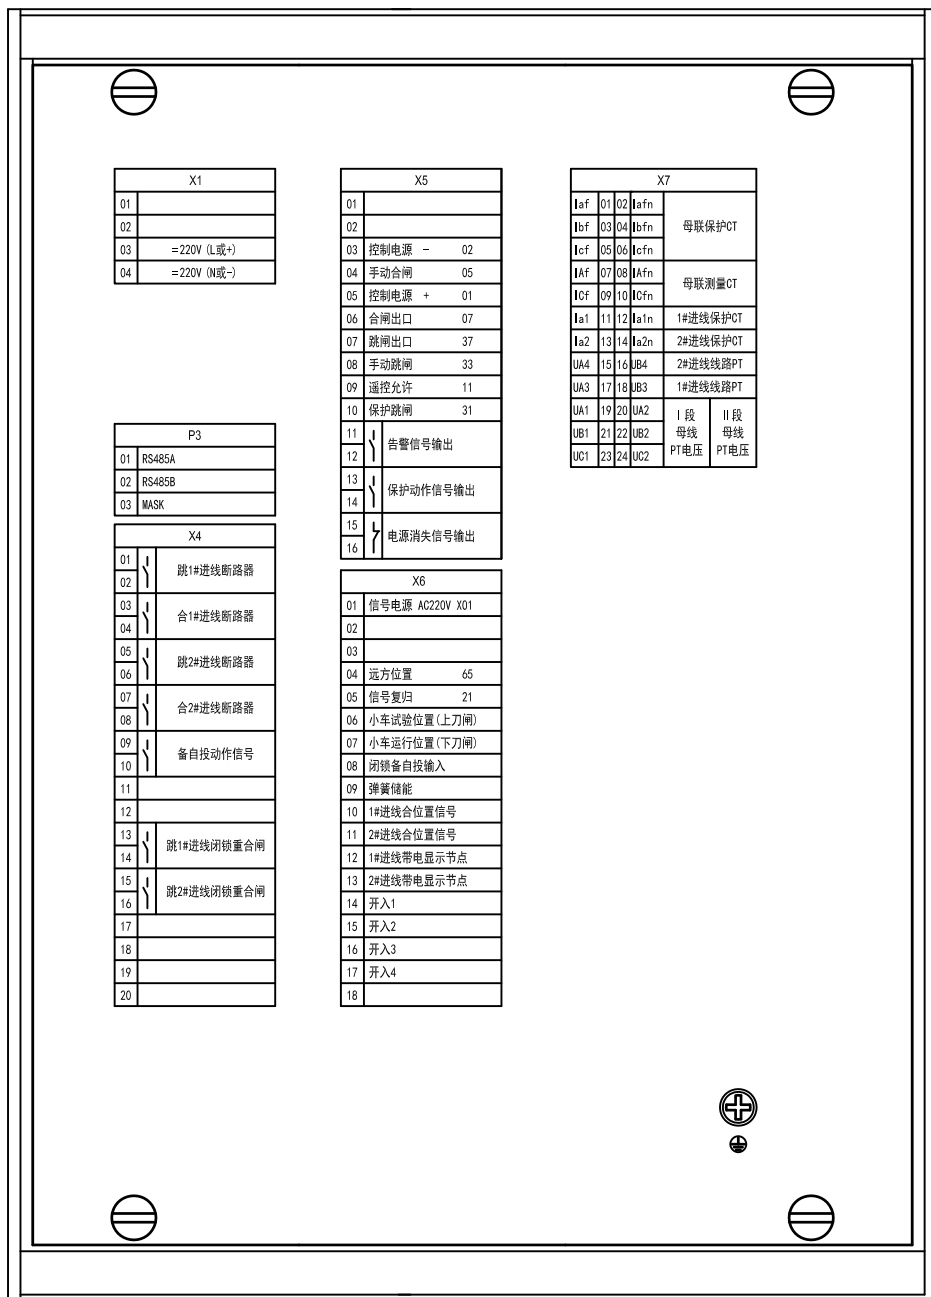 X1
01
02
03 =220V (L或+)
04 =220V (N或-)
P3
01 RS485A
02 RS485B
03 MASK
X4
01
02
跳1#进线断路器
03
04
合1#进线断路器
05
06
跳2#进线断路器
07
08
合2#进线断路器
09
10
备自投动作信号
11
12
13
14
跳1#进线闭锁重合闸
15
16
跳2#进线闭锁重合闸
17
18
19
20
X5
01
02
03 控制电源 - 02
04 手动合闸 05
05 控制电源 + 01
06 合闸出口 07
07 跳闸出口 37
08 手动跳闸 33
09 遥控允许 11
10 保护跳闸 31
11
12
告警信号输出
13
14
保护动作信号输出
15
16
电源消失信号输出
X6
01 信号电源 AC220V X01
02
03
04 远方位置 65
05 信号复归 21
06 小车试验位置(上刀闸)
07 小车运行位置(下刀闸)
08 闭锁备自投输入
09 弹簧储能
10 1#进线合位置信号
11 2#进线合位置信号
12 1#进线带电显示节点
13 2#进线带电显示节点
14 开入1
15 开入2
16 开入3
17 开入4
18
X7
Iaf 01 02 Iafn
Ibf 03 04 Ibfn
Icf 05 06 Icfn
母联保护CT
IAf 07 08 IAfn
ICf 09 10 ICfn
母联测量CT
Ia1 11 12 Ia1n 1#进线保护CT
Ia2 13 14 Ia2n 2#进线保护CT
UA4 15 16 UB4 2#进线线路PT
UA3 17 18 UB3 1#进线线路PT
UA1 19 20 UA2
UB1 21 22 UB2
UC1 23 24 UC2
I 段
母线
PT电压
II 段
母线
PT电压